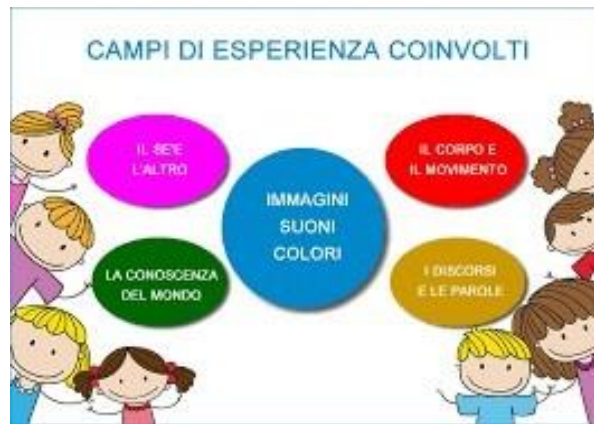 CAMPI DI ESPERIENZA COINVOLTI
IL SE'E
L'ALTRO
IL CORPO E
IL MOVIMENTO
IMMAGINI
SUONI
COLORI
LA CONOSCENZA
DEL MONDO
I DISCORSI
E LE PAROLE